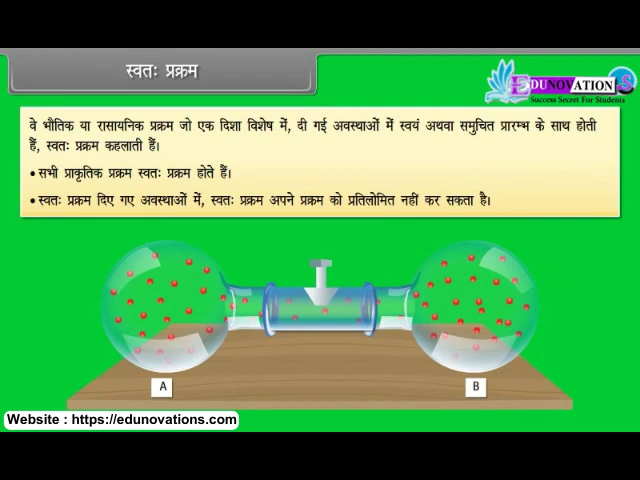 स्वतः प्रक्रम
EDUNOVATIONS
Success Secret For Students
वे भौतिक या रासायनिक प्रक्रम जो एक दिशा विशेष में, दी गई अवस्थाओं में स्वयं अथवा समुचित प्रारम्भ के साथ होती
हैं, स्वतः प्रक्रम कहलाती हैं।
•सभी प्राकृतिक प्रक्रम स्वतः प्रक्रम होते हैं।
•स्वतः प्रक्रम दिए गए अवस्थाओं में, स्वतः प्रक्रम अपने प्रक्रम को प्रतिलोमित नहीं कर सकता है।
A
B
Website : https://edunovations.com